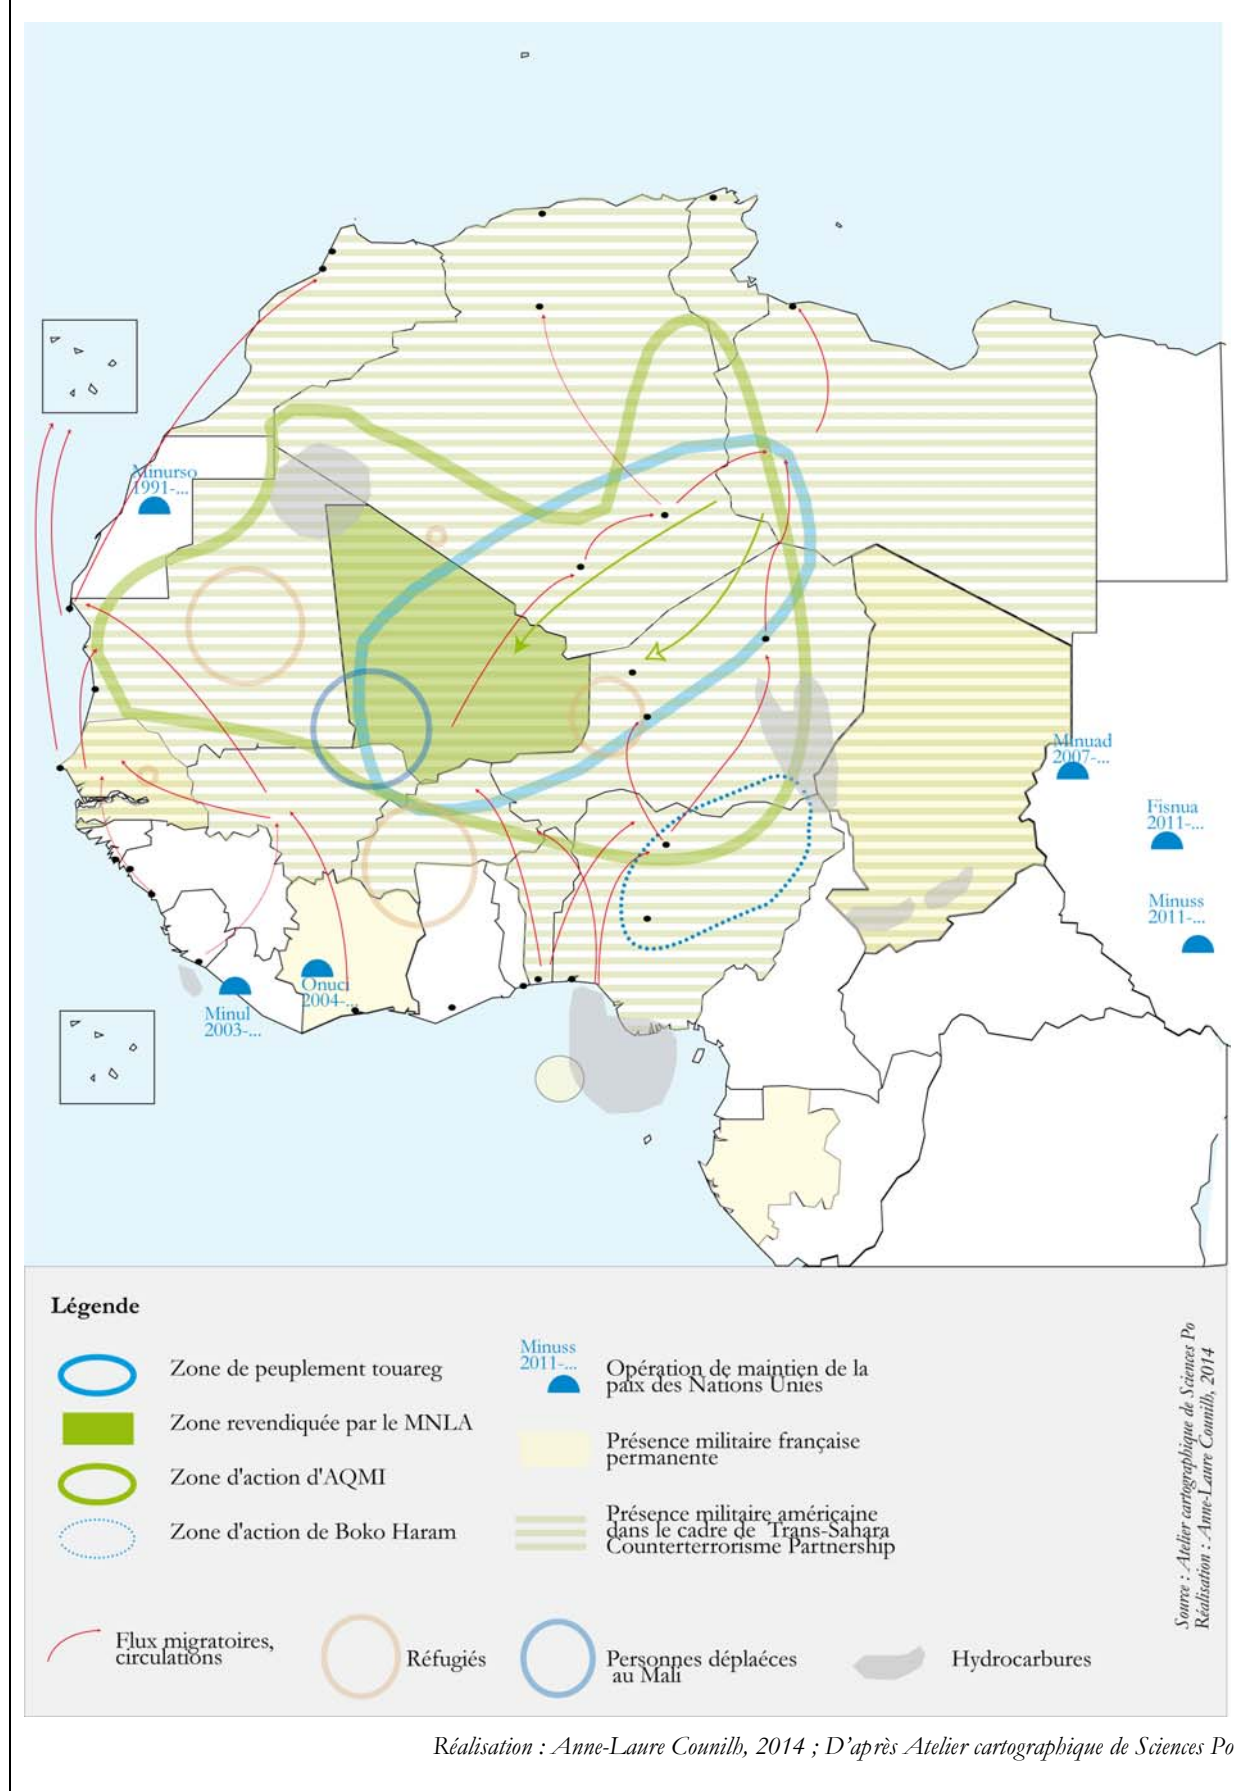 Minurso
1991-...
Minuad
2007-...
Fisnua
2011-...
Minuss
2011-...
Onuci
2004-...
Minul
2003-...
Légende
Zone de peuplement touareg
Zone revendiquée par le MNLA
Zone d'action d'AQMI
Zone d'action de Boko Haram
Minuss
2011-...
Opération de maintien de la
paix des Nations Unies
Présence militaire française
permanente
Présence militaire américaine
dans le cadre de Trans-Sahara
Counterterrorisme Partnership
Flux migratoires,
circulations
Réfugiés
Personnes déplaéces
au Mali
Hydrocarbures
Source : Atelier cartographique de Sciences Po
Réalisation : Anne-Laure Counilh, 2014
Réalisation : Anne-Laure Counilh, 2014 ; D'après Atelier cartographique de Sciences Po